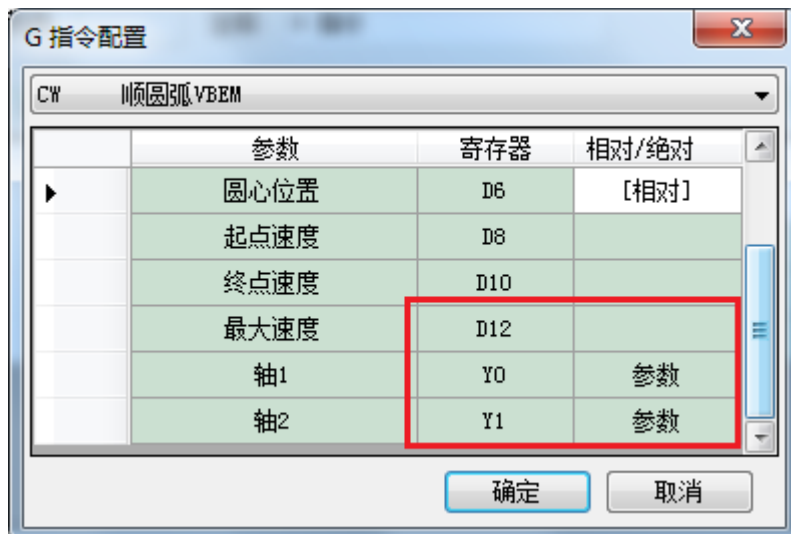 G 指令配置
CW 顺圆弧VBEM
参数 寄存器 相对/绝对
圆心位置 D6 [相对]
起点速度 D8
终点速度 D10
最大速度 D12
轴1 Y0 参数
轴2 Y1 参数
确定 取消